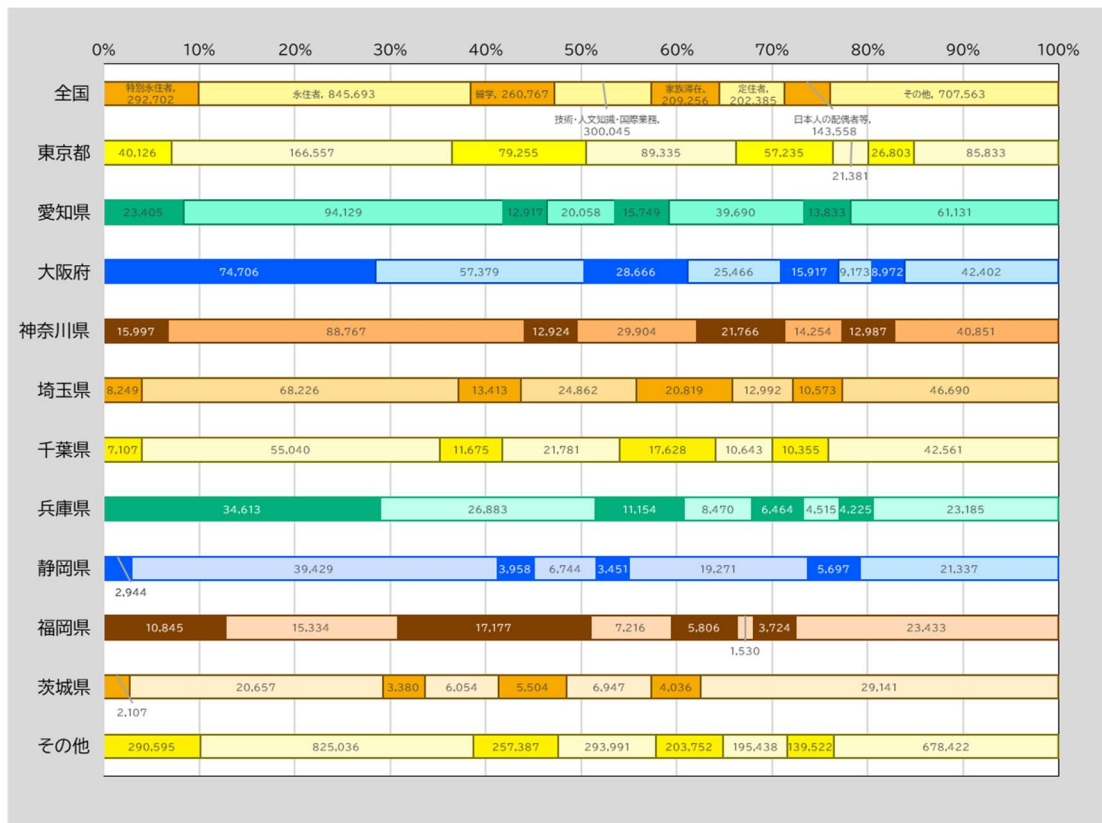 0% 10% 20% 30% 40% 50% 60% 70% 80% 90% 100%
全国
特別永住者, 292,702
永住者, 845,693
留学, 260,767
技術・人文知識・国際業務, 300,045
家族滞在, 209,256
定住者, 202,385
日本人の配偶者等, 143,558
その他, 707,563
東京都 40,126 166,557 79,255 89,335 57,235 21,381 26,803 85,833
愛知県 23,405 94,129 12,917 20,058 15,749 39,690 13,833 61,131
大阪府 74,706 57,379 28,666 25,466 15,917 9,173 8,972 42,402
神奈川県 15,997 88,767 12,924 29,904 21,766 14,254 12,987 40,851
埼玉県 8,249 68,226 13,413 24,862 20,819 12,992 10,573 46,690
千葉県 7,107 55,040 11,675 21,781 17,628 10,643 10,355 42,561
兵庫県 34,613 26,883 11,154 8,470 6,464 4,515 4,225 23,185
静岡県 2,944 39,429 3,958 6,744 3,451 19,271 5,697 21,337
福岡県 10,845 15,334 17,177 7,216 5,806 1,530 3,724 23,433
茨城県 2,107 20,657 3,380 6,054 5,504 6,947 4,036 29,141
その他 290,595 825,036 257,387 293,991 203,752 195,438 139,522 678,422